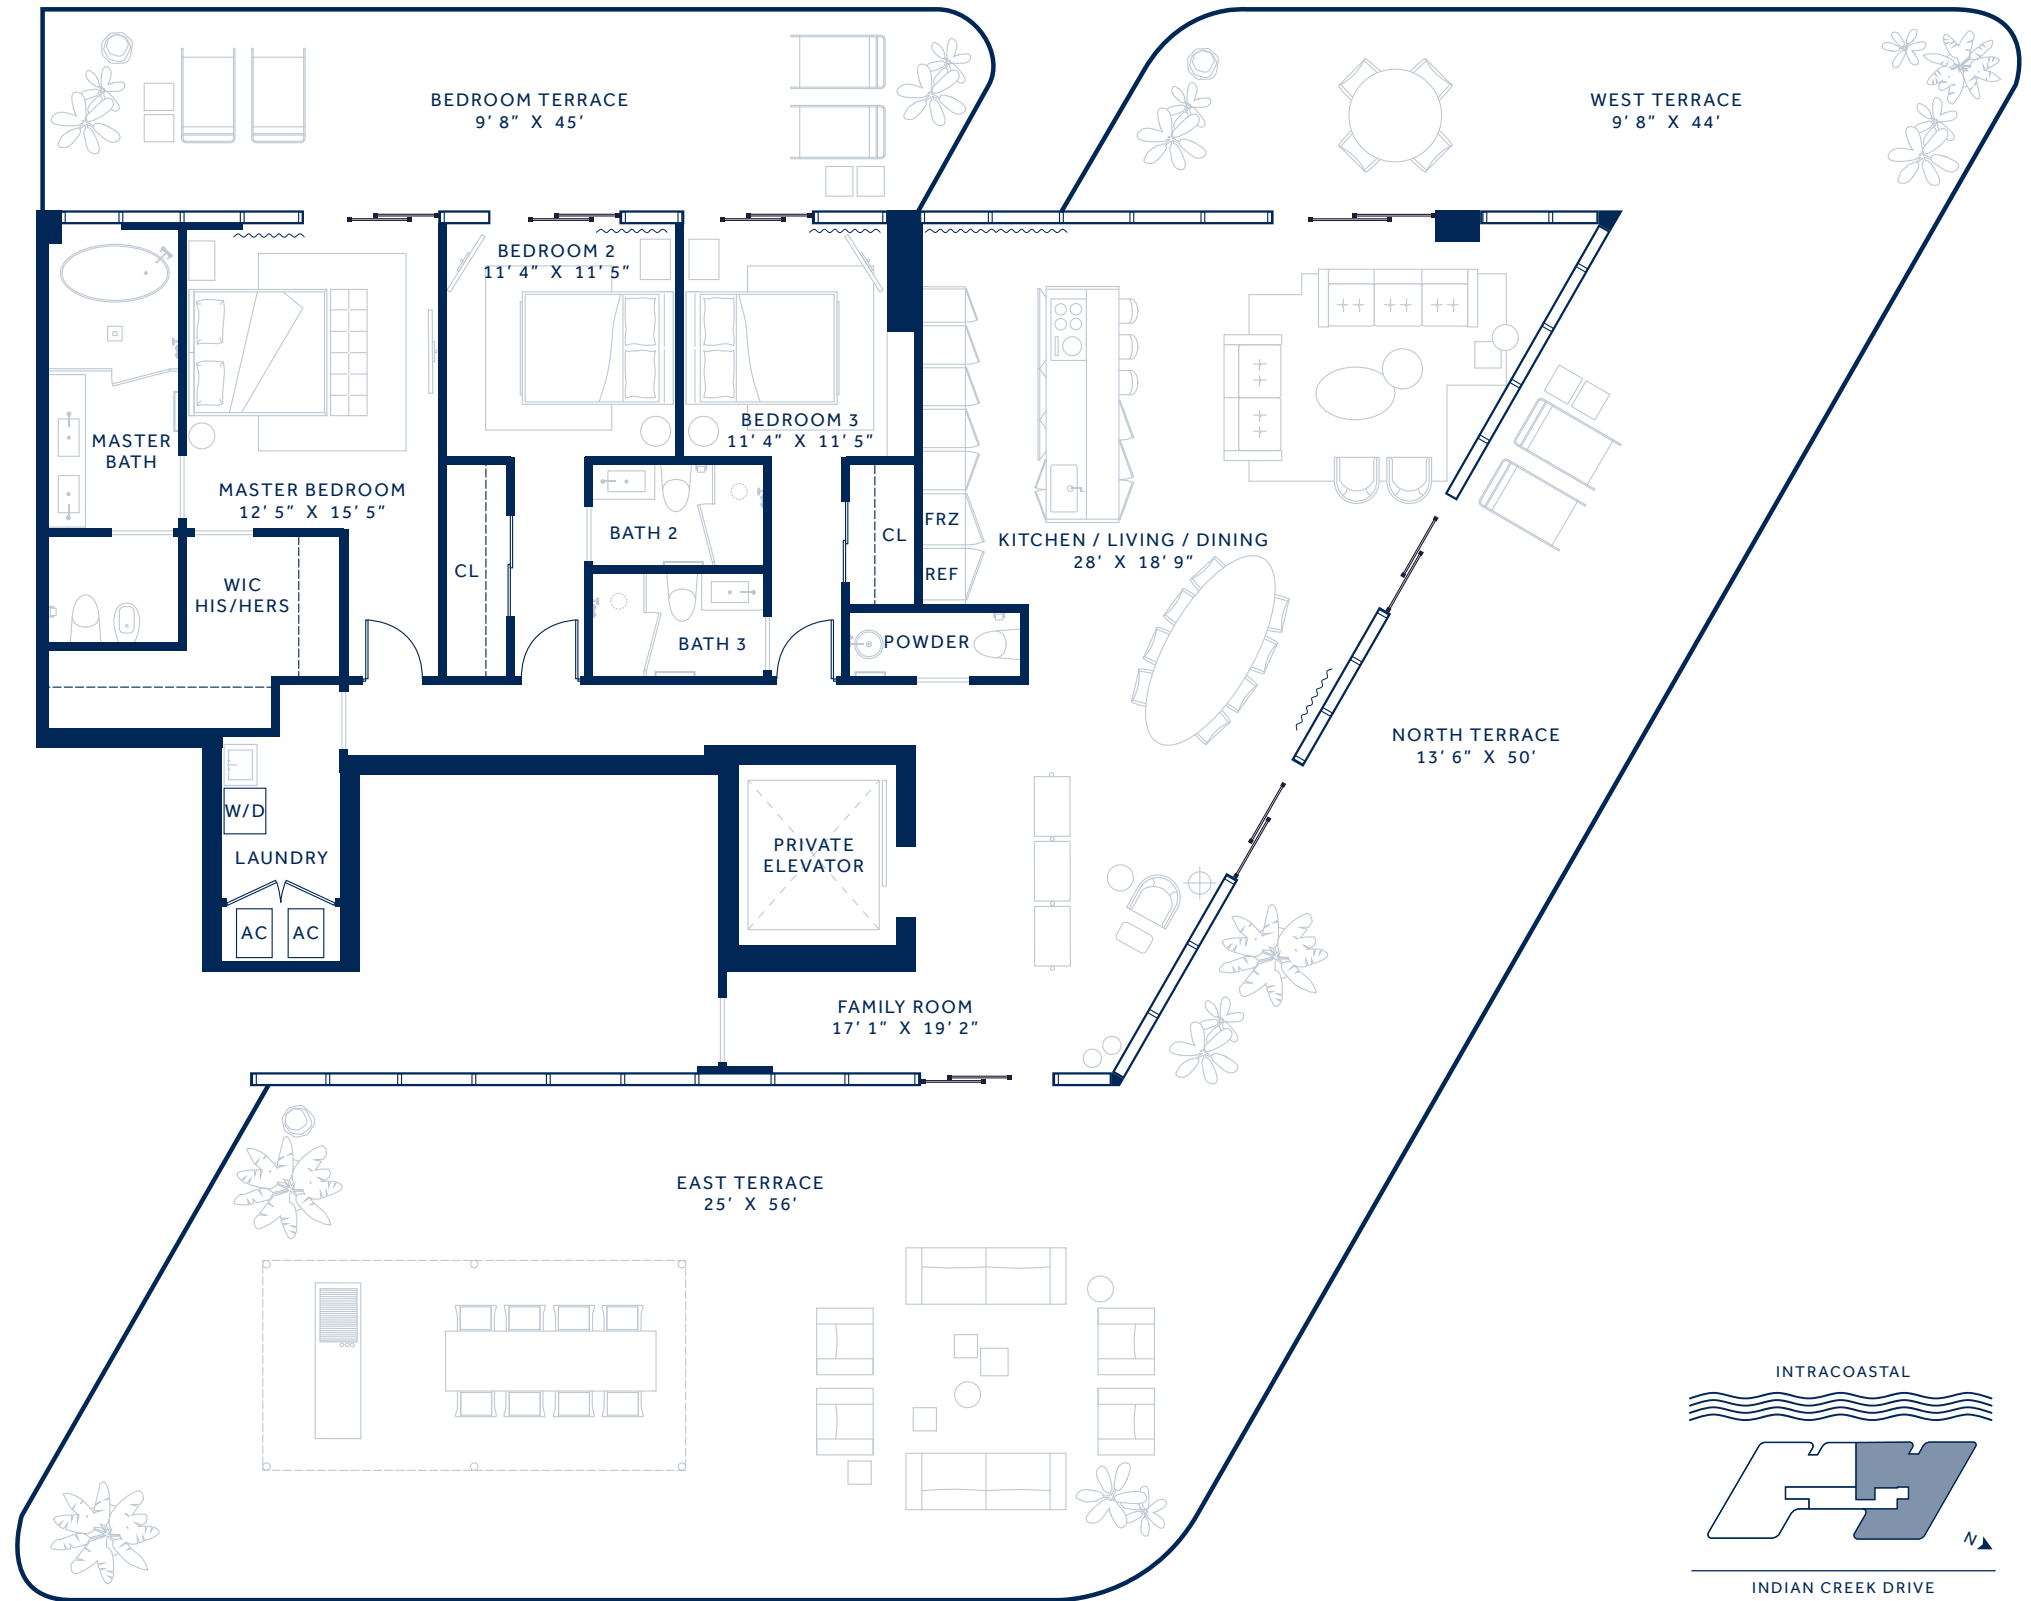 BEDROOM TERRACE
9' 8" X 45'
WEST TERRACE
9' 8" X 44'
BEDROOM 2
11' 4" X 11' 5"
BEDROOM 3
11' 4" X 11' 5"
MASTER
BATH
MASTER BEDROOM
12' 5" X 15' 5"
BATH 2
CL
CL
FRZ
REF
KITCHEN / LIVING / DINING
28' X 18' 9"
WIC
HIS/HERS
BATH 3
POWDER
NORTH TERRACE
13' 6" X 50'
W/D
LAUNDRY
AC
AC
PRIVATE
ELEVATOR
FAMILY ROOM
17' 1" X 19' 2"
EAST TERRACE
25' X 56'
INTRACOASTAL
N
INDIAN CREEK DRIVE